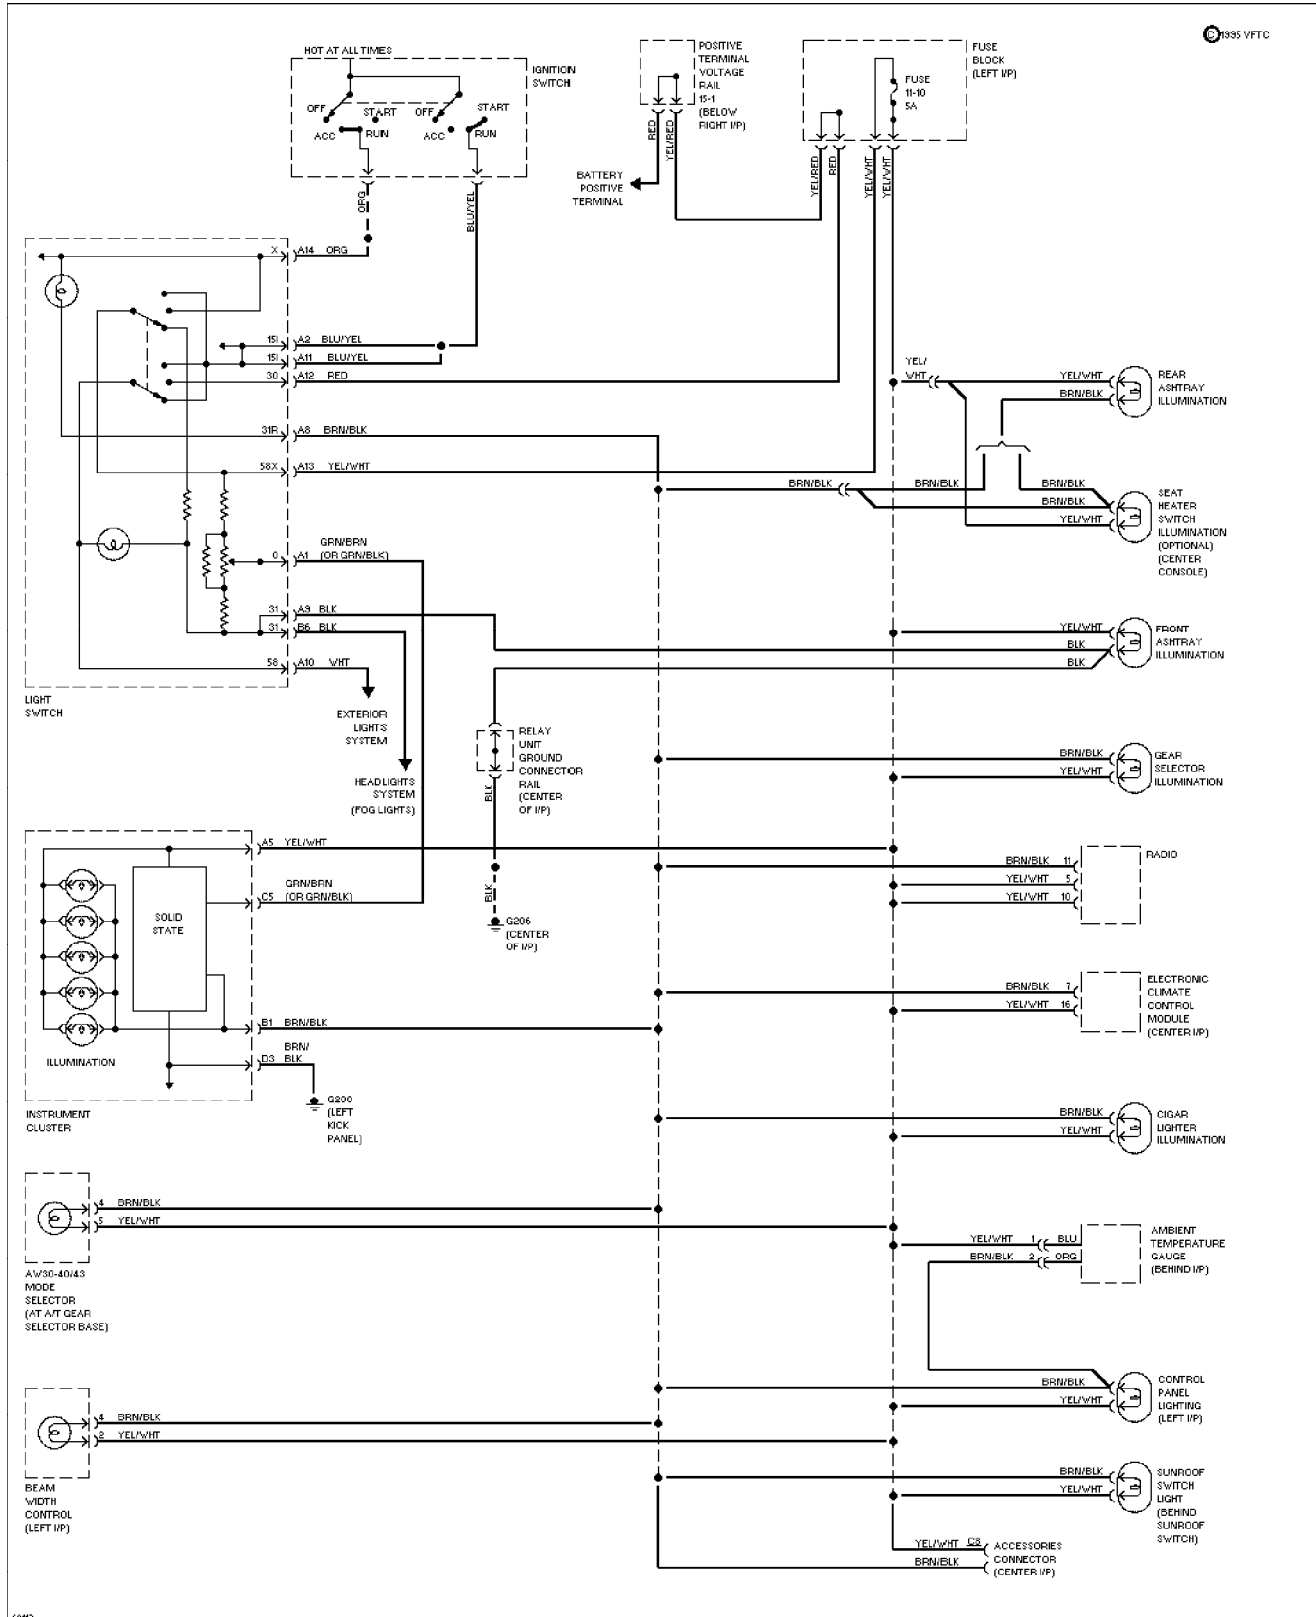 ©1995 VFTC
HOT AT ALL TIMES
IGNITION
SWITCH
OFF
START
ACC
RUN
OFF
START
ACC
RUN
ORG
BLU/YEL
POSITIVE
TERMINAL
VOLTAGE
RAIL
15-1
(BELOW
RIGHT I/P)
RED
YEL/RED
BATTERY
POSITIVE
TERMINAL
FUSE
BLOCK
(LEFT I/P)
FUSE
11-10
5A
YEL/RED
RED
YEL/WHT
YEL/WHT
X A14 ORG
15I A2 BLU/YEL
15I A11 BLU/YEL
30 A12 RED
31R A8 BRN/BLK
58X A13 YEL/WHT
GRN/BRN
0 A1 (OR GRN/BLK)
31 A9 BLK
31 B6 BLK
58 A10 WHT
LIGHT
SWITCH
EXTERIOR
LIGHTS
SYSTEM
HEADLIGHTS
SYSTEM
(FOG LIGHTS)
RELAY
UNIT
GROUND
CONNECTOR
RAIL
(CENTER
OF I/P)
BLK
BLK
G206
(CENTER
OF I/P)
YEL/
WHT
YEL/WHT
BRN/BLK
REAR
ASHTRAY
ILLUMINATION
BRN/BLK
BRN/BLK
BRN/BLK
BRN/BLK
YEL/WHT
SEAT
HEATER
SWITCH
ILLUMINATION
(OPTIONAL)
(CENTER
CONSOLE)
YEL/WHT
BLK
BLK
FRONT
ASHTRAY
ILLUMINATION
BRN/BLK
YEL/WHT
GEAR
SELECTOR
ILLUMINATION
A5 YEL/WHT
GRN/BRN
C5 (OR GRN/BLK)
SOLID
STATE
B1 BRN/BLK
BRN/
D3 BLK
ILLUMINATION
G200
(LEFT
KICK
PANEL)
INSTRUMENT
CLUSTER
BRN/BLK 11
YEL/WHT 5
YEL/WHT 10
RADIO
BRN/BLK 7
YEL/WHT 16
ELECTRONIC
CLIMATE
CONTROL
MODULE
(CENTER I/P)
BRN/BLK
YEL/WHT
CIGAR
LIGHTER
ILLUMINATION
4 BRN/BLK
5 YEL/WHT
AW30-40/43
MODE
SELECTOR
(AT A/T GEAR
SELECTOR BASE)
YEL/WHT 1 BLU
BRN/BLK 2 ORG
AMBIENT
TEMPERATURE
GAUGE
(BEHIND I/P)
BRN/BLK
YEL/WHT
CONTROL
PANEL
LIGHTING
(LEFT I/P)
4 BRN/BLK
2 YEL/WHT
BEAM
WIDTH
CONTROL
(LEFT I/P)
BRN/BLK
YEL/WHT
SUNROOF
SWITCH
LIGHT
(BEHIND
SUNROOF
SWITCH)
YEL/WHT C8
BRN/BLK
ACCESSORIES
CONNECTOR
(CENTER I/P)